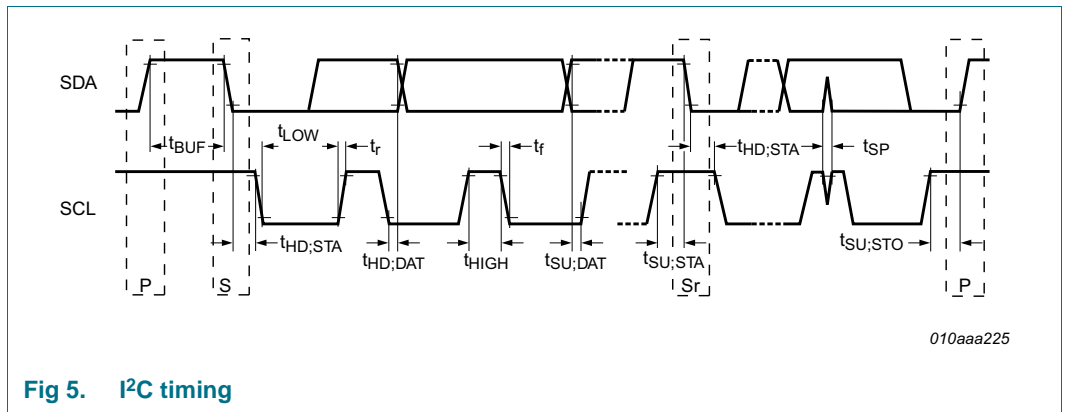 SDA
tBUF
tLOW
tr
tf
tHD;STA
tSP
SCL
tHD;STA
tHD;DAT
tHIGH
tSU;DAT
tSU;STA
tSU;STO
P
S
Sr
P
010aaa225
Fig 5. I²C timing